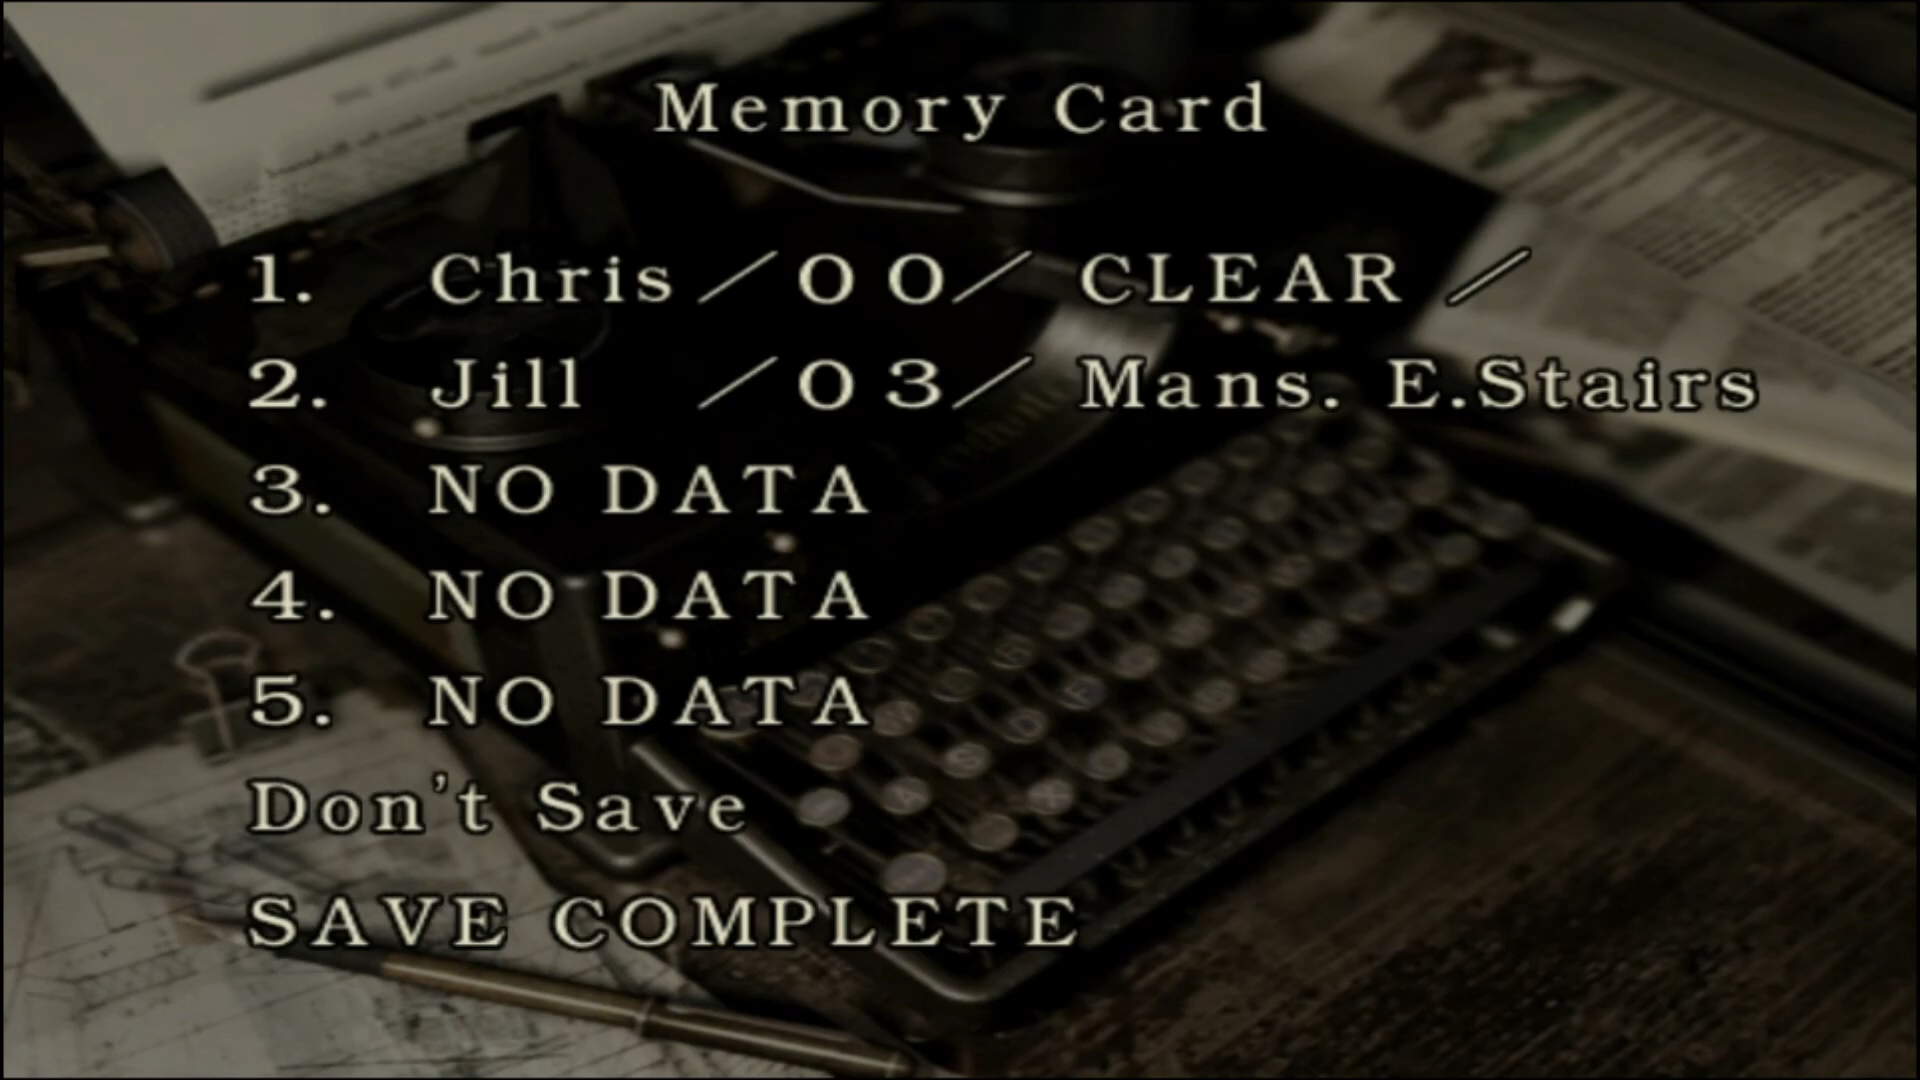 Memory Card
1. Chris／00／ CLEAR ／
2. Jill ／03／ Mans. E.Stairs
3. NO DATA
4. NO DATA
5. NO DATA
Don't Save
SAVE COMPLETE